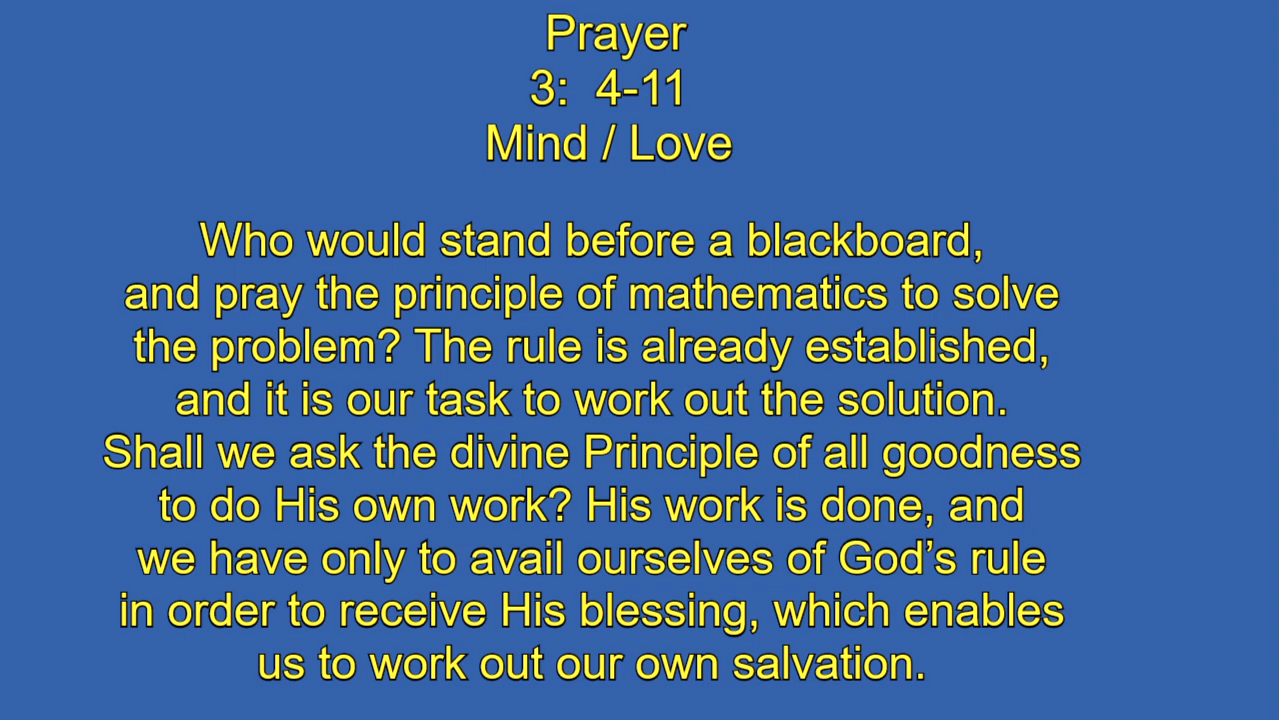 Prayer
3:  4-11
Mind / Love
Who would stand before a blackboard,
and pray the principle of mathematics to solve
the problem? The rule is already established,
and it is our task to work out the solution.
Shall we ask the divine Principle of all goodness
to do His own work? His work is done, and
we have only to avail ourselves of God’s rule
in order to receive His blessing, which enables
us to work out our own salvation.